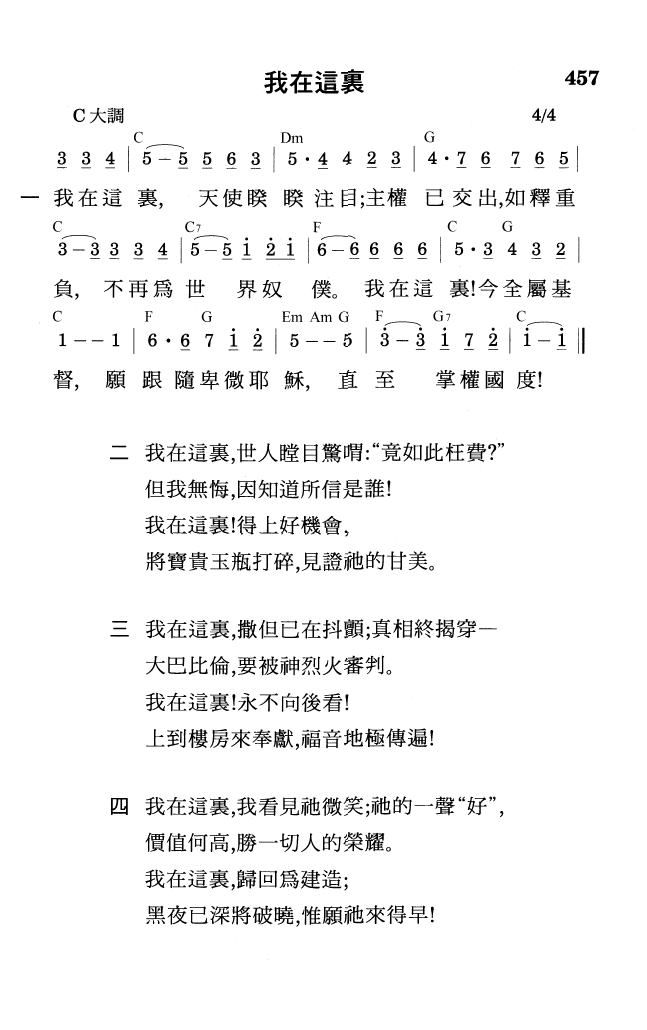 我在這裏 457
C大調 4/4
C Dm G
3 3 4 | 5 – 5 5 6 3 | 5 · 4 4 2 3 | 4 · 7 6 7 6 5 |
一 我在這 裏, 天使睽 睽 注目;主權 已 交出,如釋重
C C7 F C G
3 – 3 3 3 4 | 5 – 5 1 2 1 | 6 – 6 6 6 6 | 5 · 3 4 3 2 |
負, 不再爲 世 界奴 僕。 我在這 裏!今全屬基
C F G Em Am G F G7 C
1 – – 1 | 6 · 6 7 1 2 | 5 – – 5 | 3 – 3 1 7 2 | 1 – 1 ‖
督, 願 跟 隨卑微耶 穌, 直 至 掌權國 度!
二 我在這裏,世人瞠目驚喟:“竟如此枉費?”
但我無悔,因知道所信是誰!
我在這裏!得上好機會,
將寶貴玉瓶打碎,見證祂的甘美。
三 我在這裏,撒但已在抖顫;真相終揭穿—
大巴比倫,要被神烈火審判。
我在這裏!永不向後看!
上到樓房來奉獻,福音地極傳遍!
四 我在這裏,我看見祂微笑;祂的一聲“好”,
價值何高,勝一切人的榮耀。
我在這裏,歸回爲建造;
黑夜已深將破曉,惟願祂來得早!